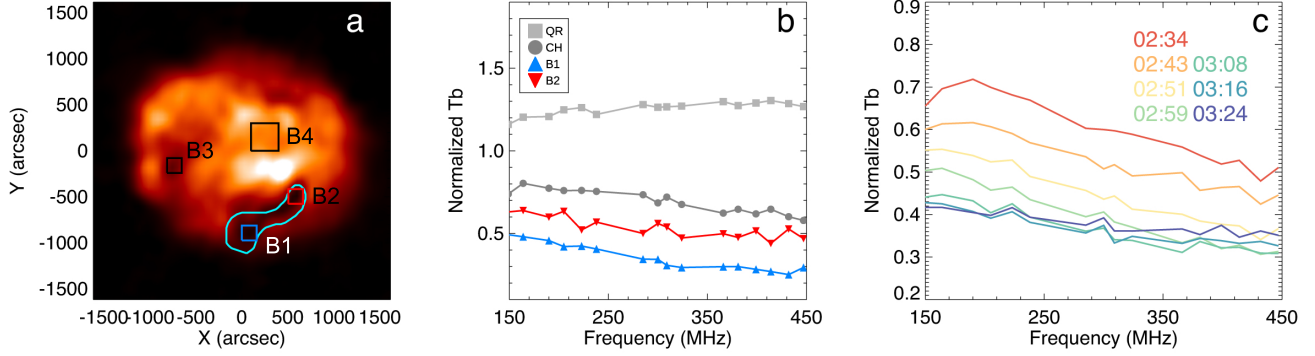 a
1500
1000
500
0
-500
-1000
-1500
Y (arcsec)
B4
B3
B2
B1
-1500-1000 -500 0 500 1000 1500
X (arcsec)
b
QR
CH
B1
B2
1.5
1.0
0.5
Normalized Tb
150 250 350 450
Frequency (MHz)
c
02:34
02:43 03:08
02:51 03:16
02:59 03:24
0.9
0.8
0.7
0.6
0.5
0.4
0.3
0.2
Normalized Tb
150 250 350 450
Frequency (MHz)